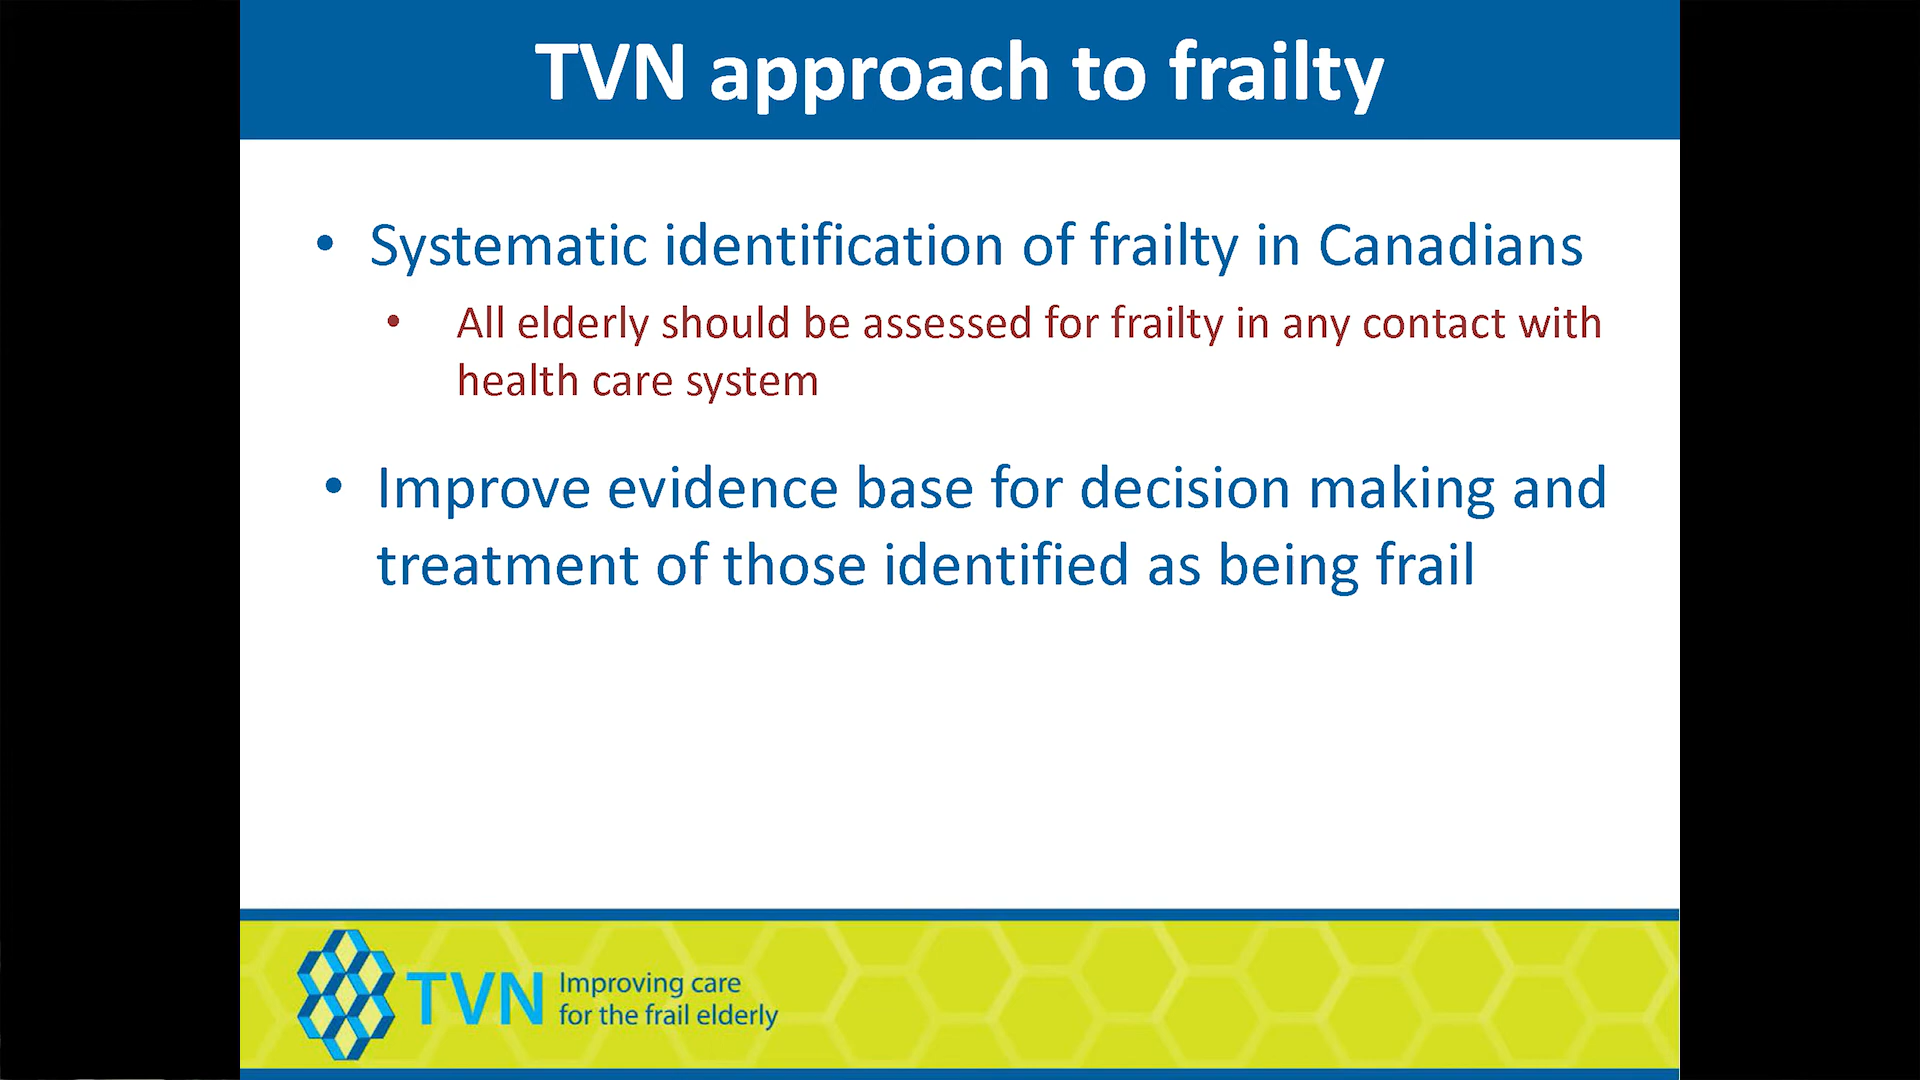 TVN approach to frailty
• Systematic identification of frailty in Canadians
• All elderly should be assessed for frailty in any contact with
health care system
• Improve evidence base for decision making and
treatment of those identified as being frail
TVN
Improving care
for the frail elderly